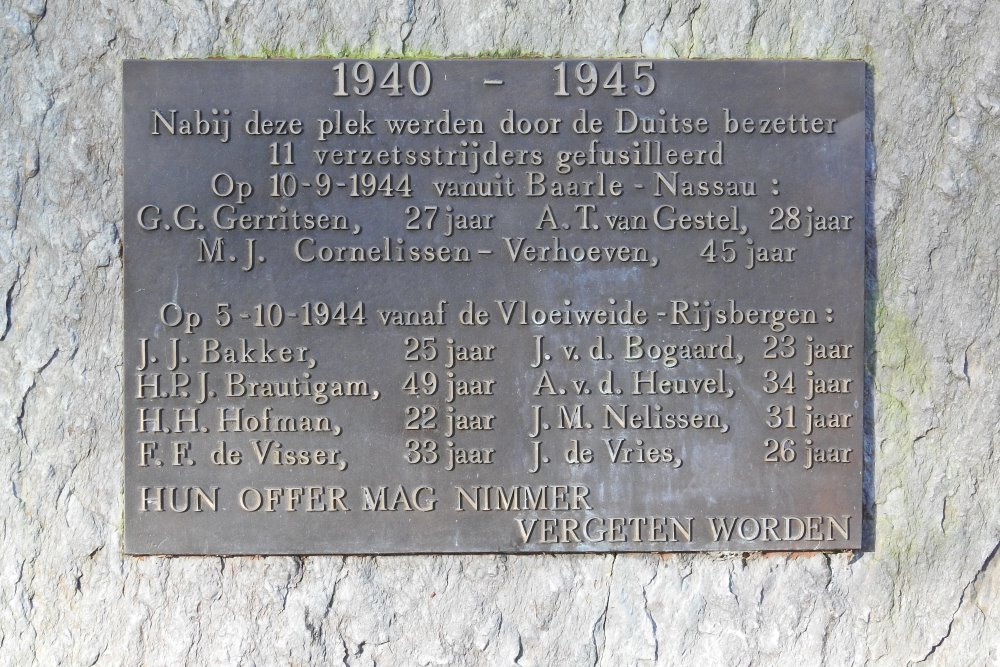 1940 - 1945
Nabij deze plek werden door de Duitse bezetter
11 verzetsstrijders gefusilleerd
Op 10-9-1944 vanuit Baarle - Nassau :
G.G. Gerritsen, 27 jaar A.T. van Gestel, 28 jaar
M.J. Cornelissen - Verhoeven, 45 jaar
Op 5-10-1944 vanaf de Vloeiweide - Rijsbergen :
J. J. Bakker, 25 jaar J. v. d. Bogaard, 23 jaar
H.P.J. Brautigam, 49 jaar A. v. d. Heuvel, 34 jaar
H.H. Hofman, 22 jaar J.M. Nelissen, 31 jaar
F. F. de Visser, 33 jaar J. de Vries, 26 jaar
HUN OFFER MAG NIMMER
VERGETEN WORDEN